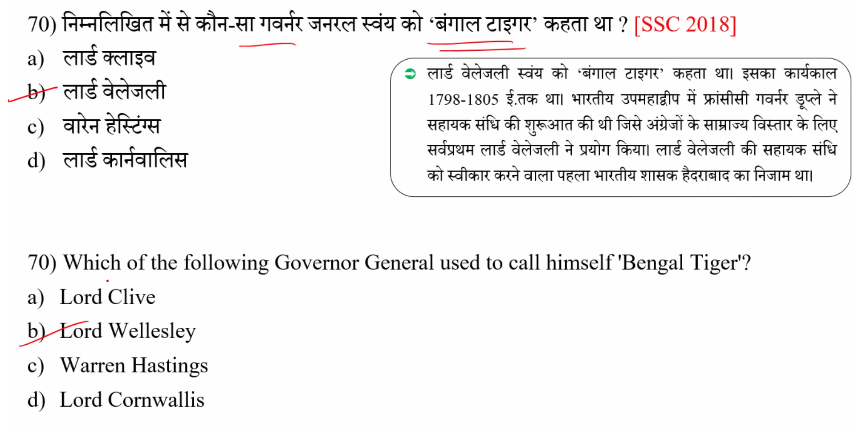 70) निम्नलिखित में से कौन-सा गवर्नर जनरल स्वंय को ‘बंगाल टाइगर’ कहता था ? [SSC 2018]
a) लार्ड क्लाइव
b) लार्ड वेलेजली
c) वारेन हेस्टिंग्स
d) लार्ड कार्नवालिस
➲ लार्ड वेलेजली स्वंय को ‘बंगाल टाइगर’ कहता था। इसका कार्यकाल
1798-1805 ई.तक था। भारतीय उपमहाद्वीप में फ्रांसीसी गवर्नर डूप्ले ने
सहायक संधि की शुरूआत की थी जिसे अंग्रेजों के साम्राज्य विस्तार के लिए
सर्वप्रथम लार्ड वेलेजली ने प्रयोग किया। लार्ड वेलेजली की सहायक संधि
को स्वीकार करने वाला पहला भारतीय शासक हैदराबाद का निजाम था।
70) Which of the following Governor General used to call himself 'Bengal Tiger'?
a) Lord Clive
b) Lord Wellesley
c) Warren Hastings
d) Lord Cornwallis